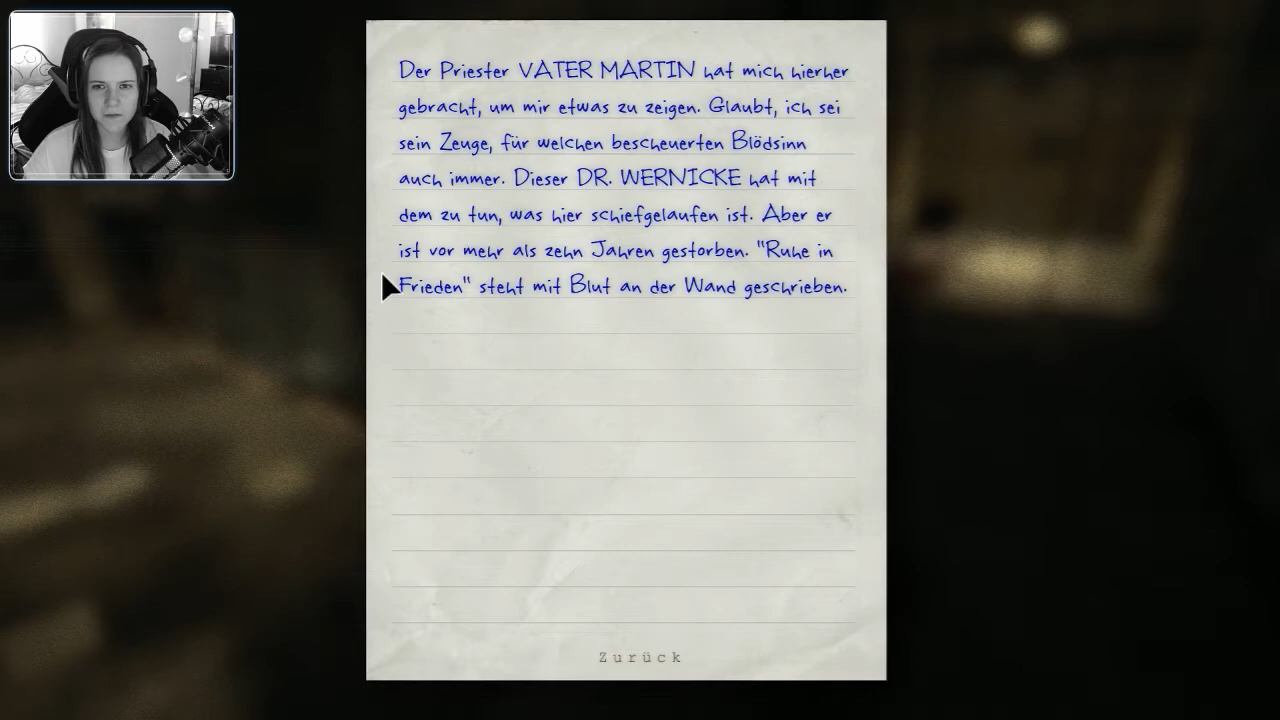 Der Priester VATER MARTIN hat mich hierher
gebracht, um mir etwas zu zeigen. Glaubt, ich sei
sein Zeuge, für welchen bescheuerten Blödsinn
auch immer. Dieser DR. WERNICKE hat mit
dem zu tun, was hier schiefgelaufen ist. Aber er
ist vor mehr als zehn Jahren gestorben. "Ruhe in
Frieden" steht mit Blut an der Wand geschrieben.
Zurück